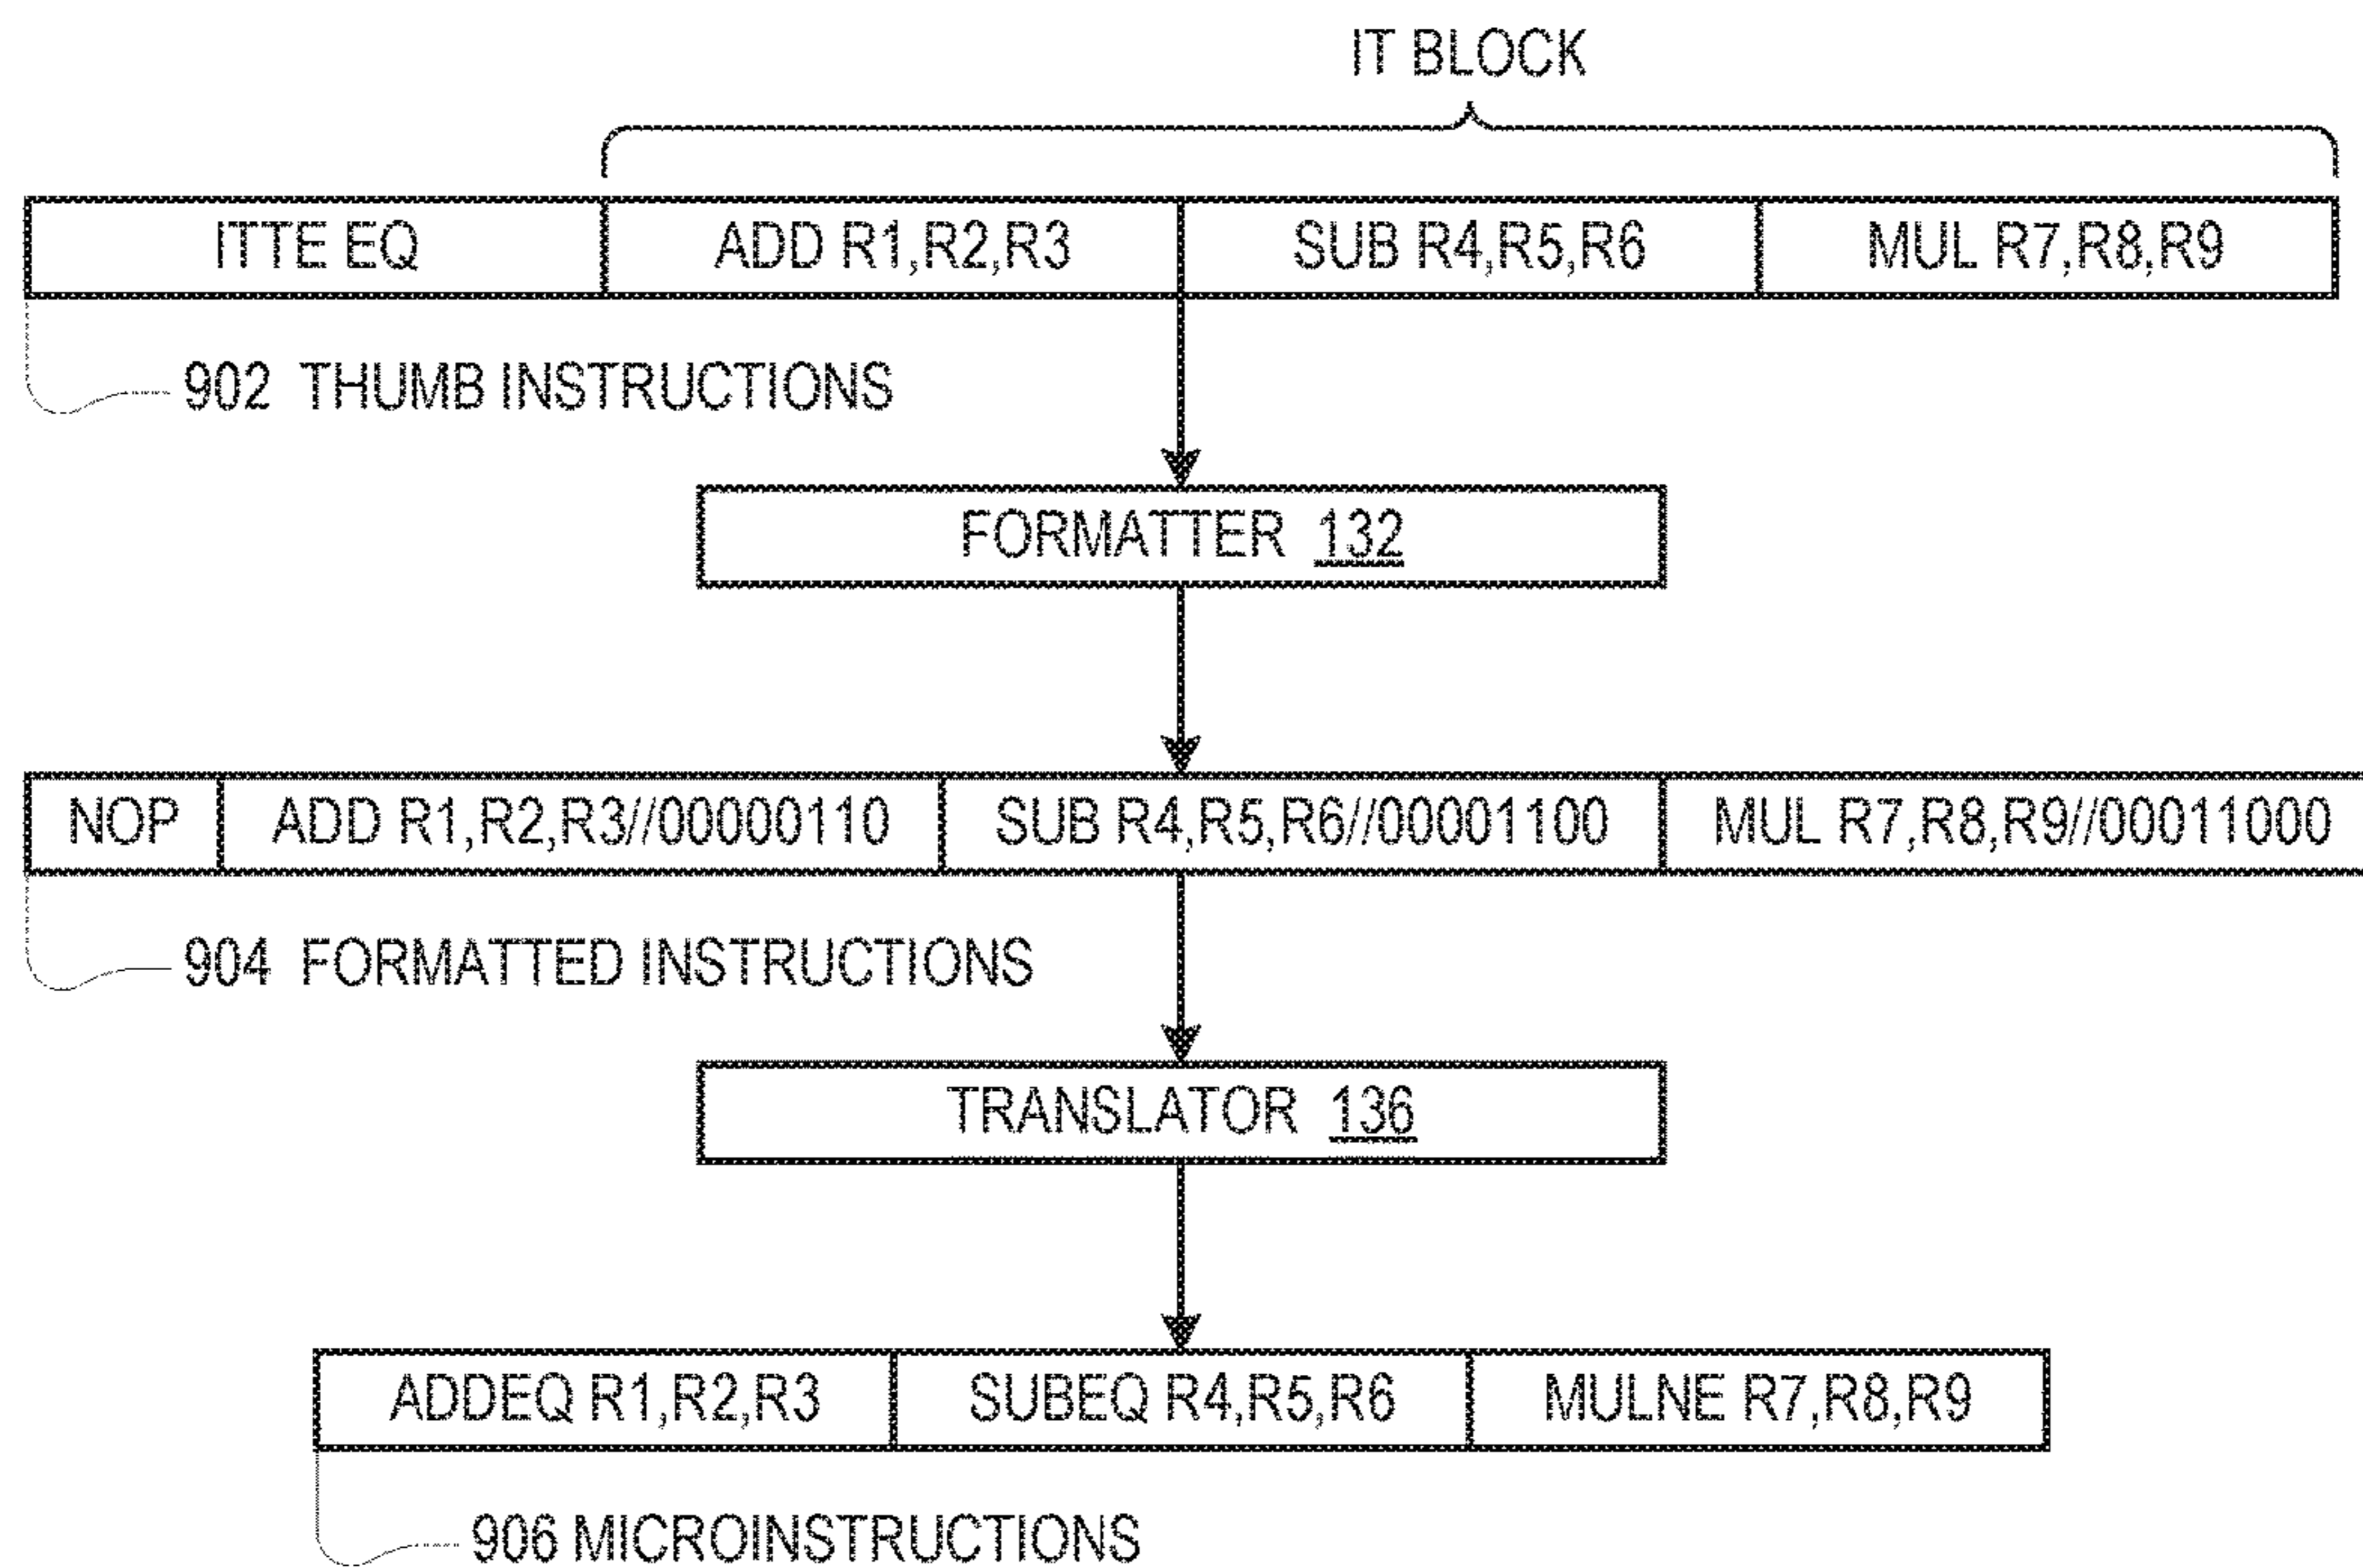 IT BLOCK
ITTE EQ ADD R1,R2,R3 SUB R4,R5,R6 MUL R7,R8,R9
902 THUMB INSTRUCTIONS
FORMATTER 132
NOP ADD R1,R2,R3//00000110 SUB R4,R5,R6//00001100 MUL R7,R8,R9//00011000
904 FORMATTED INSTRUCTIONS
TRANSLATOR 136
ADDEQ R1,R2,R3 SUBEQ R4,R5,R6 MULNE R7,R8,R9
906 MICROINSTRUCTIONS